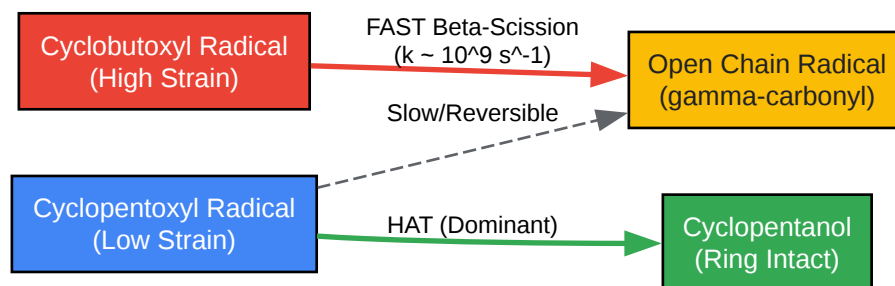 Cyclobutoxyl Radical
(High Strain)
FAST Beta-Scission
(k ~ 10^9 s^-1)
Open Chain Radical
(gamma-carbonyl)
Slow/Reversible
Cyclopentoxyl Radical
(Low Strain)
HAT (Dominant)
Cyclopentanol
(Ring Intact)